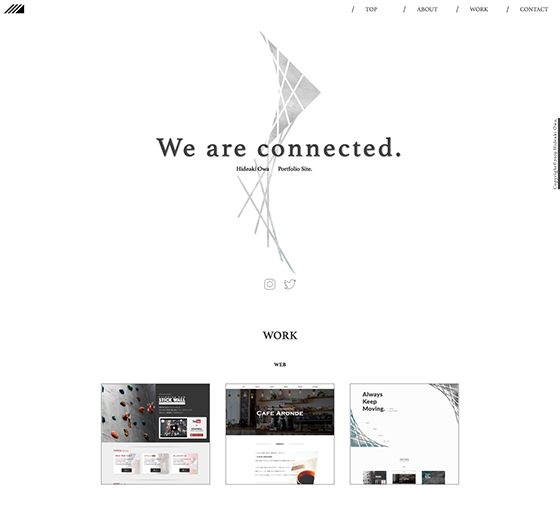 / TOP / ABOUT / WORK / CONTACT
Copyright©2019 Hideaki Owa.
We are connected.
Hideaki Owa Portfolio Site.
WORK
WEB
STICK WALL
CAFE ARONDE
Always
Keep
Moving.